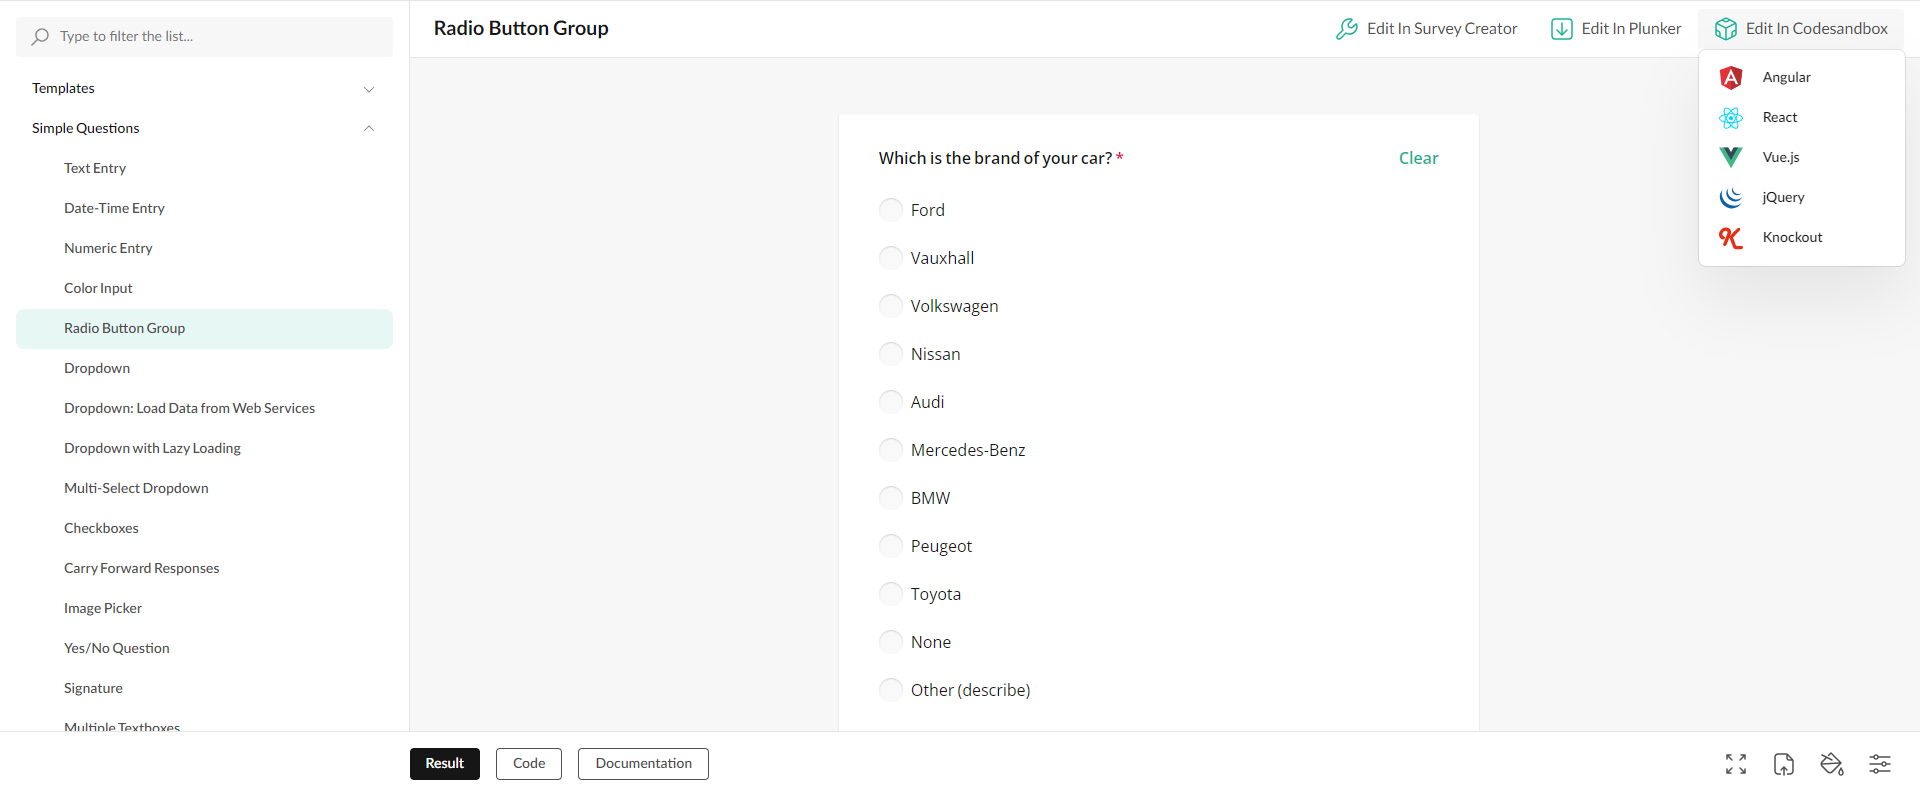 Type to filter the list...
Templates
Simple Questions
Text Entry
Date-Time Entry
Numeric Entry
Color Input
Radio Button Group
Dropdown
Dropdown: Load Data from Web Services
Dropdown with Lazy Loading
Multi-Select Dropdown
Checkboxes
Carry Forward Responses
Image Picker
Yes/No Question
Signature
Multiple Textboxes
Radio Button Group
Edit In Survey Creator
Edit In Plunker
Edit In Codesandbox
Angular
React
Vue.js
jQuery
Knockout
Which is the brand of your car? *
Clear
Ford
Vauxhall
Volkswagen
Nissan
Audi
Mercedes-Benz
BMW
Peugeot
Toyota
None
Other (describe)
Result
Code
Documentation